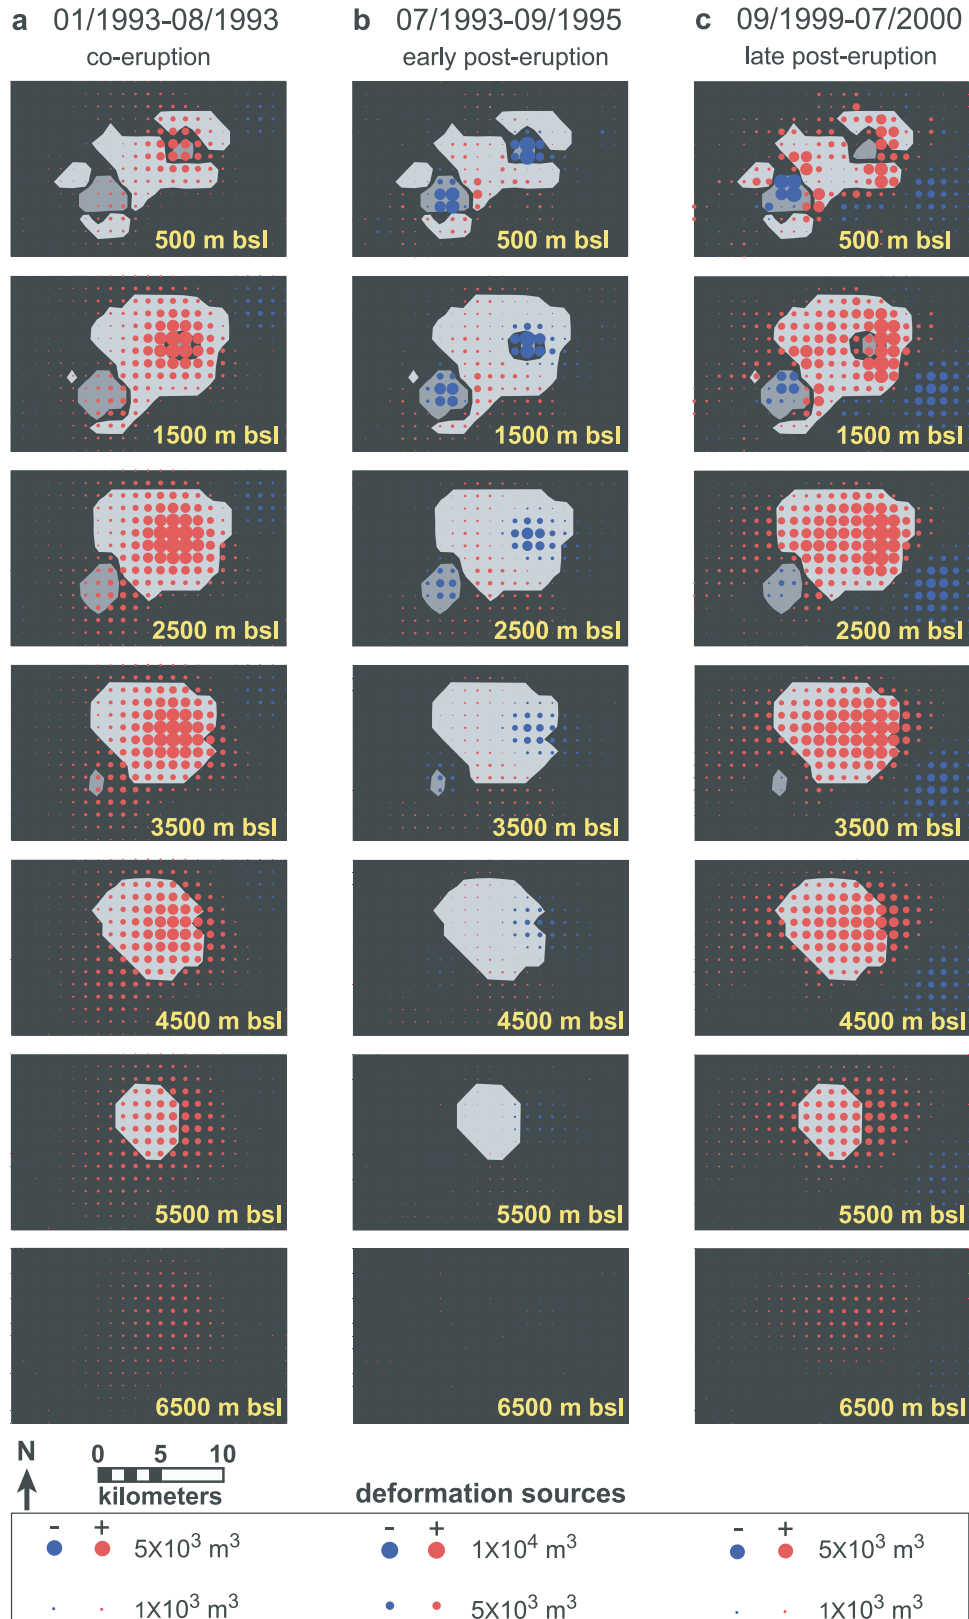 a 01/1993-08/1993 b 07/1993-09/1995 c 09/1999-07/2000
co-eruption early post-eruption late post-eruption
500 m bsl 500 m bsl 500 m bsl
1500 m bsl 1500 m bsl 1500 m bsl
2500 m bsl 2500 m bsl 2500 m bsl
3500 m bsl 3500 m bsl 3500 m bsl
4500 m bsl 4500 m bsl 4500 m bsl
5500 m bsl 5500 m bsl 5500 m bsl
6500 m bsl 6500 m bsl 6500 m bsl
N 0 5 10
kilometers deformation sources
- + - + - +
5X10³ m³ 1X10⁴ m³ 5X10³ m³
1X10³ m³ 5X10³ m³ 1X10³ m³